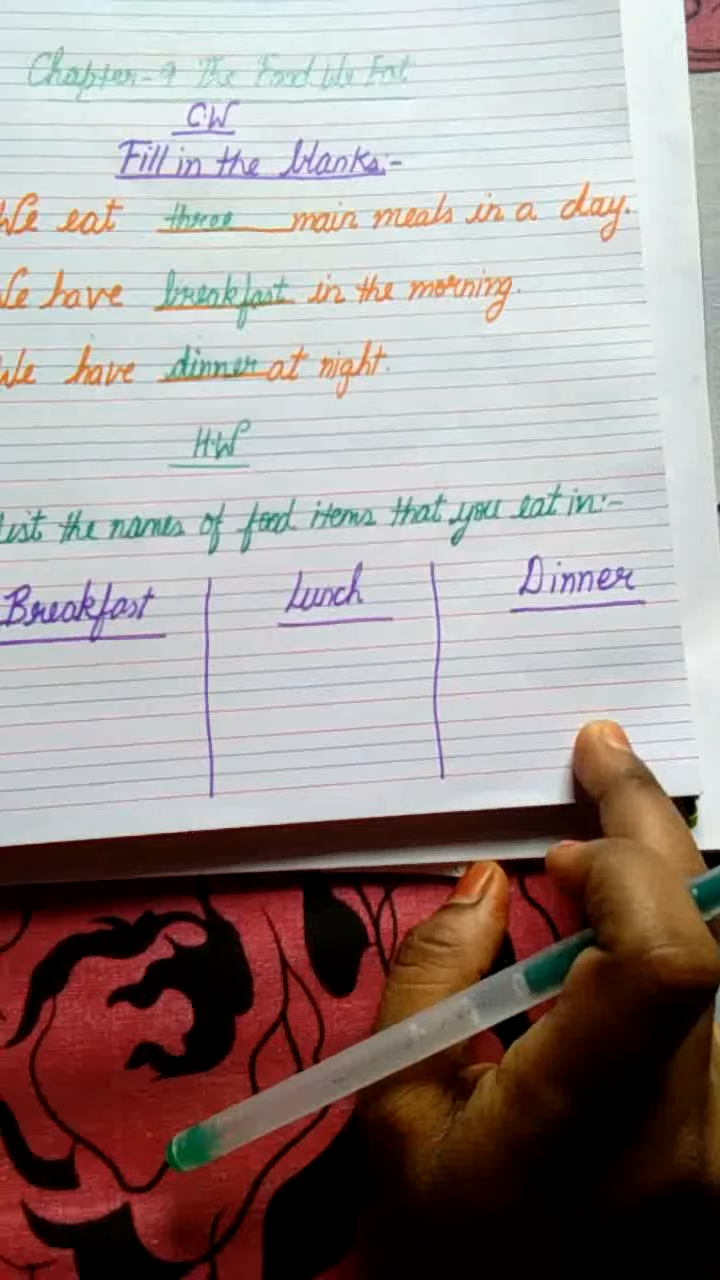 Chapter-9 The Food We Eat
C.W
Fill in the blanks:-
We eat three main meals in a day.
We have breakfast in the morning.
We have dinner at night.
H.W
List the names of food items that you eat in:-
Breakfast Lunch Dinner